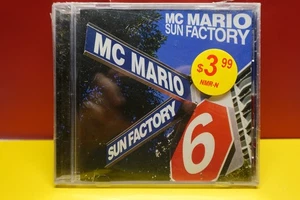 MC MARIO
SUN FACTORY
MC MARIO
$3.99
NMR-N
SUN FACTORY
6